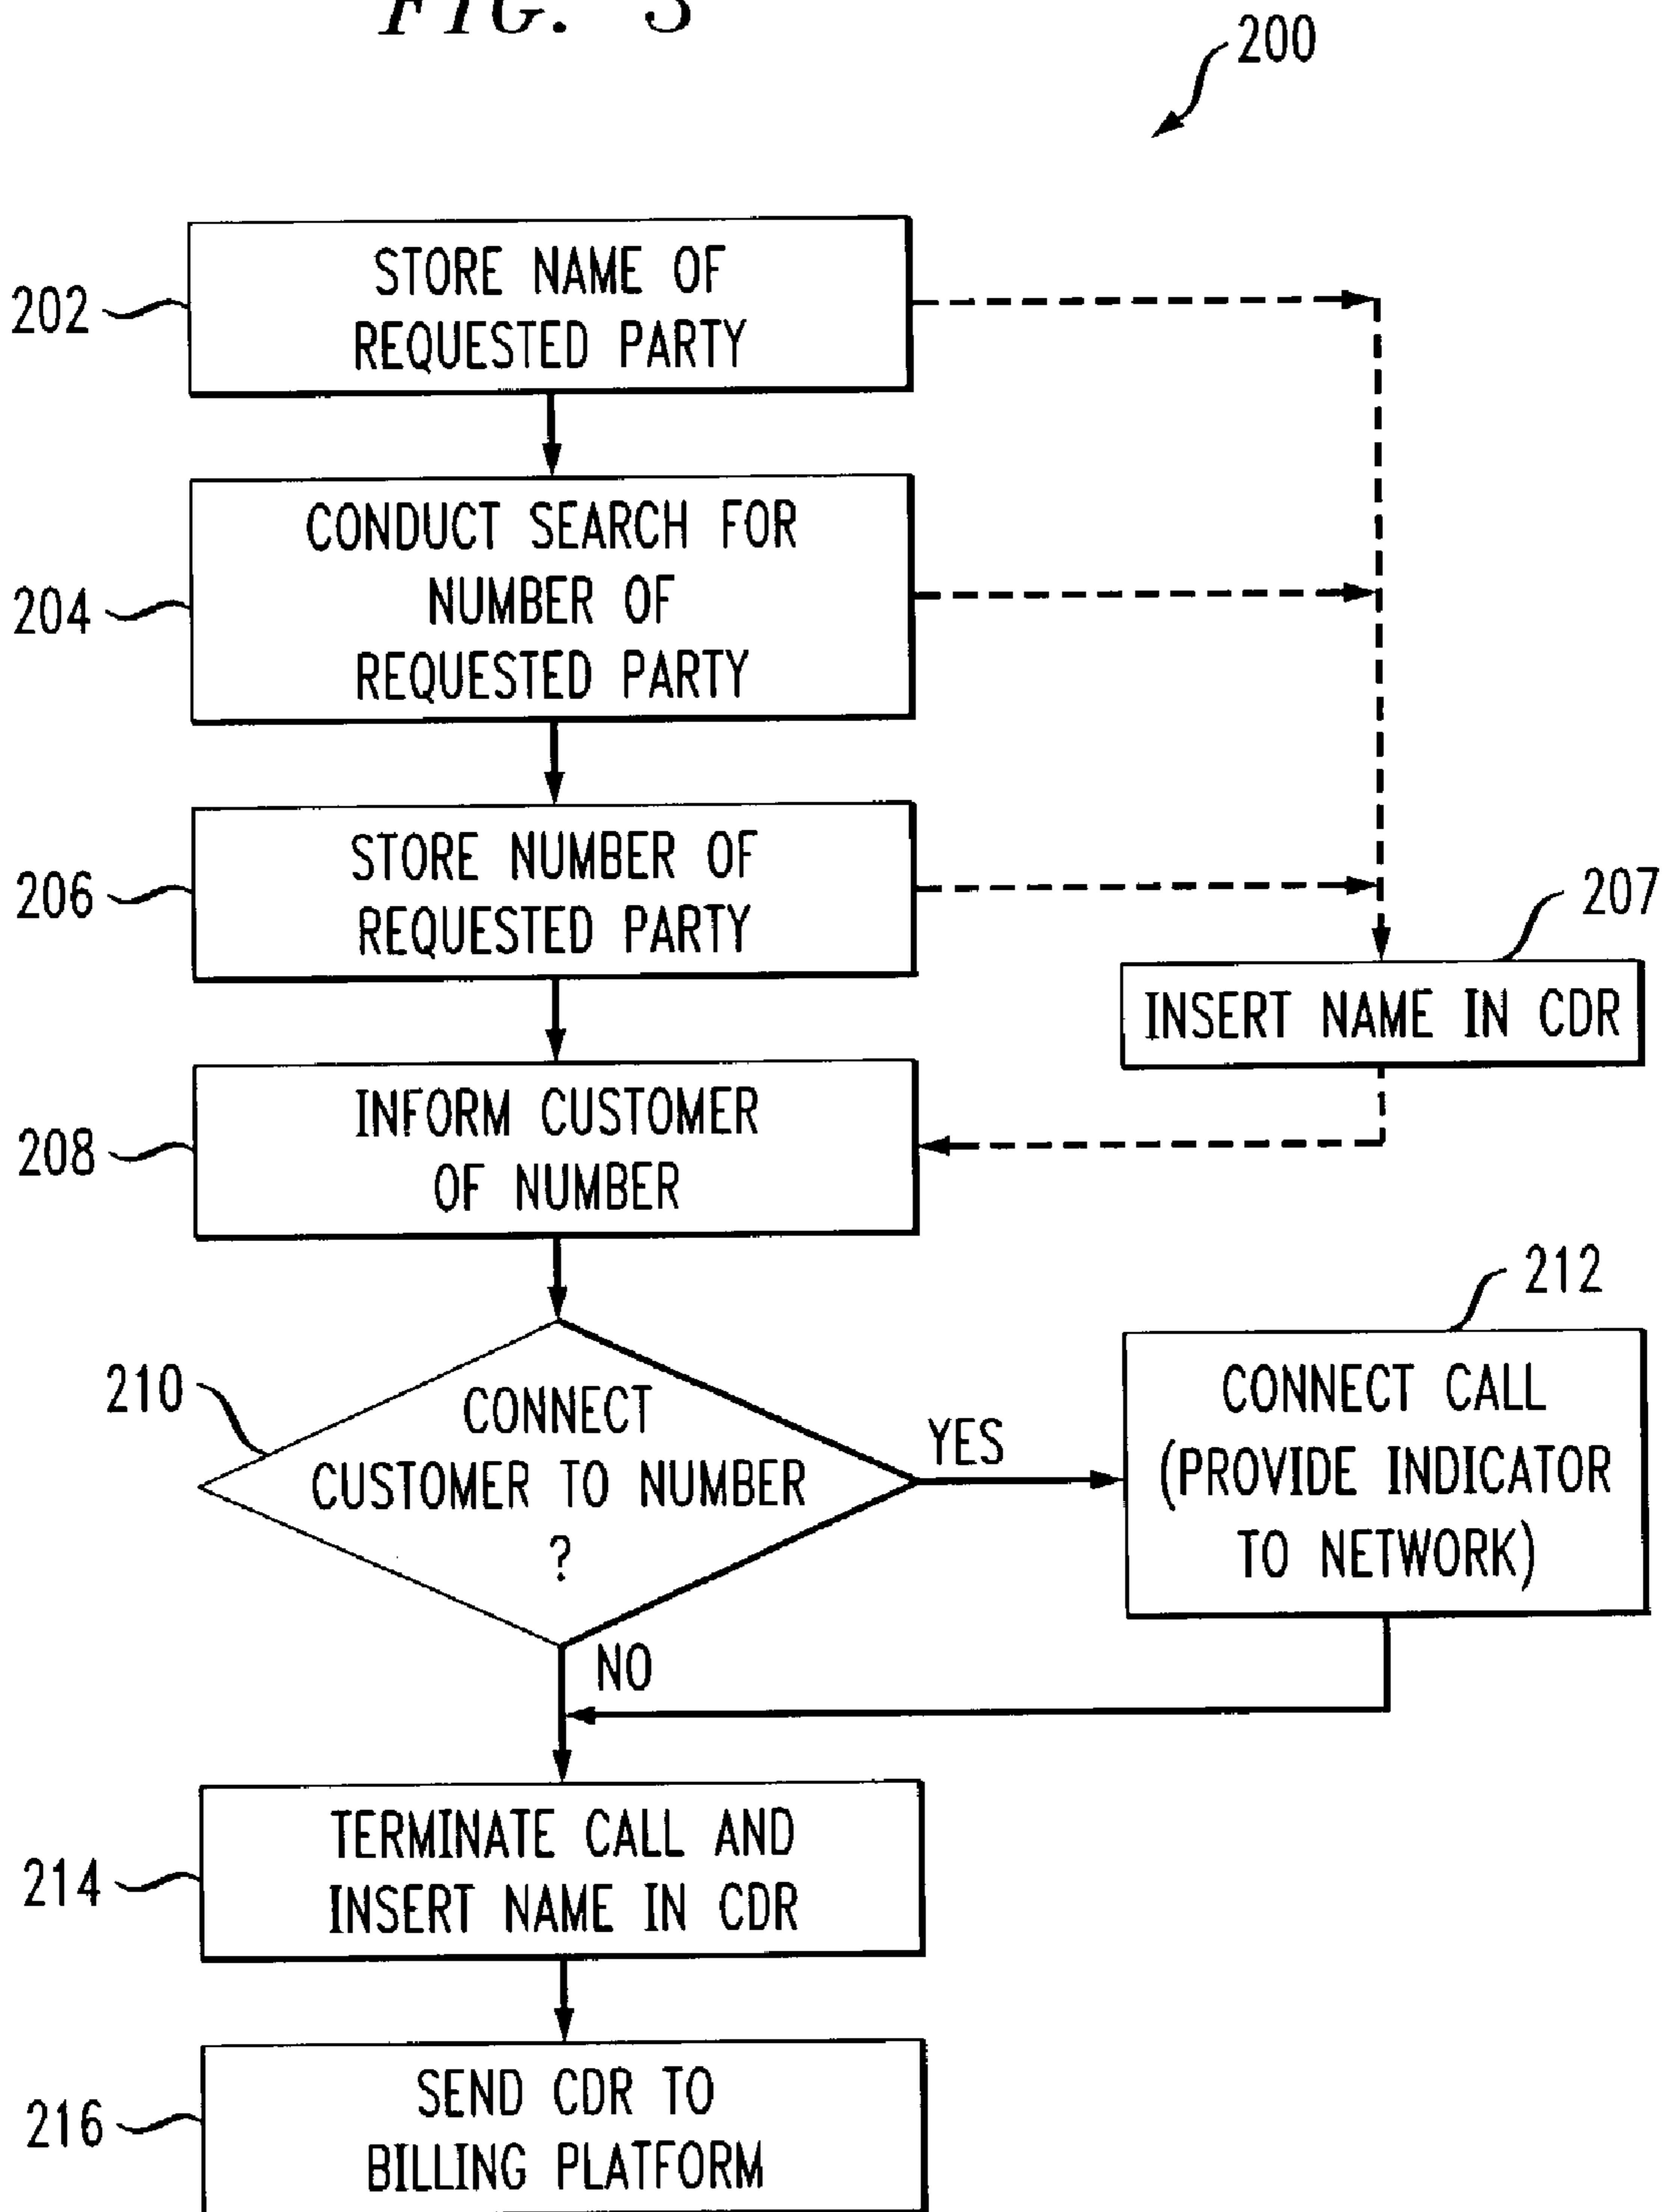 FIG. 3
200
202
STORE NAME OF
REQUESTED PARTY
204
CONDUCT SEARCH FOR
NUMBER OF
REQUESTED PARTY
206
STORE NUMBER OF
REQUESTED PARTY
207
INSERT NAME IN CDR
208
INFORM CUSTOMER
OF NUMBER
210
CONNECT
CUSTOMER TO NUMBER
?
YES
212
CONNECT CALL
(PROVIDE INDICATOR
TO NETWORK)
NO
214
TERMINATE CALL AND
INSERT NAME IN CDR
216
SEND CDR TO
BILLING PLATFORM